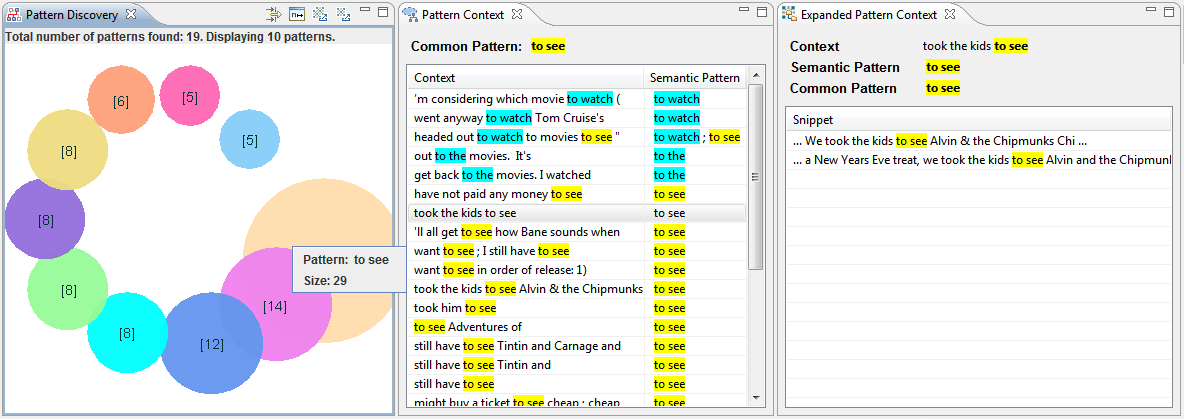 Pattern Discovery
Total number of patterns found: 19. Displaying 10 patterns.
[6]
[5]
[5]
[8]
[8]
[8]
[8]
[12]
[14]
Pattern: to see
Size: 29
Pattern Context
Common Pattern: to see
Context Semantic Pattern
'm considering which movie to watch ( to watch
went anyway to watch Tom Cruise's to watch
headed out to watch to movies to see " to watch ; to see
out to the movies. It's to the
get back to the movies. I watched to the
have not paid any money to see to see
took the kids to see to see
'll all get to see how Bane sounds when to see
want to see ; I still have to see to see
want to see in order of release: 1) to see
took the kids to see Alvin & the Chipmunks to see
took him to see to see
to see Adventures of to see
still have to see Tintin and Carnage and to see
still have to see Tintin and to see
still have to see to see
might buy a ticket to see cheap ; cheap to see
Expanded Pattern Context
Context took the kids to see
Semantic Pattern to see
Common Pattern to see
Snippet
... We took the kids to see Alvin & the Chipmunks Chi ...
... a New Years Eve treat, we took the kids to see Alvin and the Chipmunl